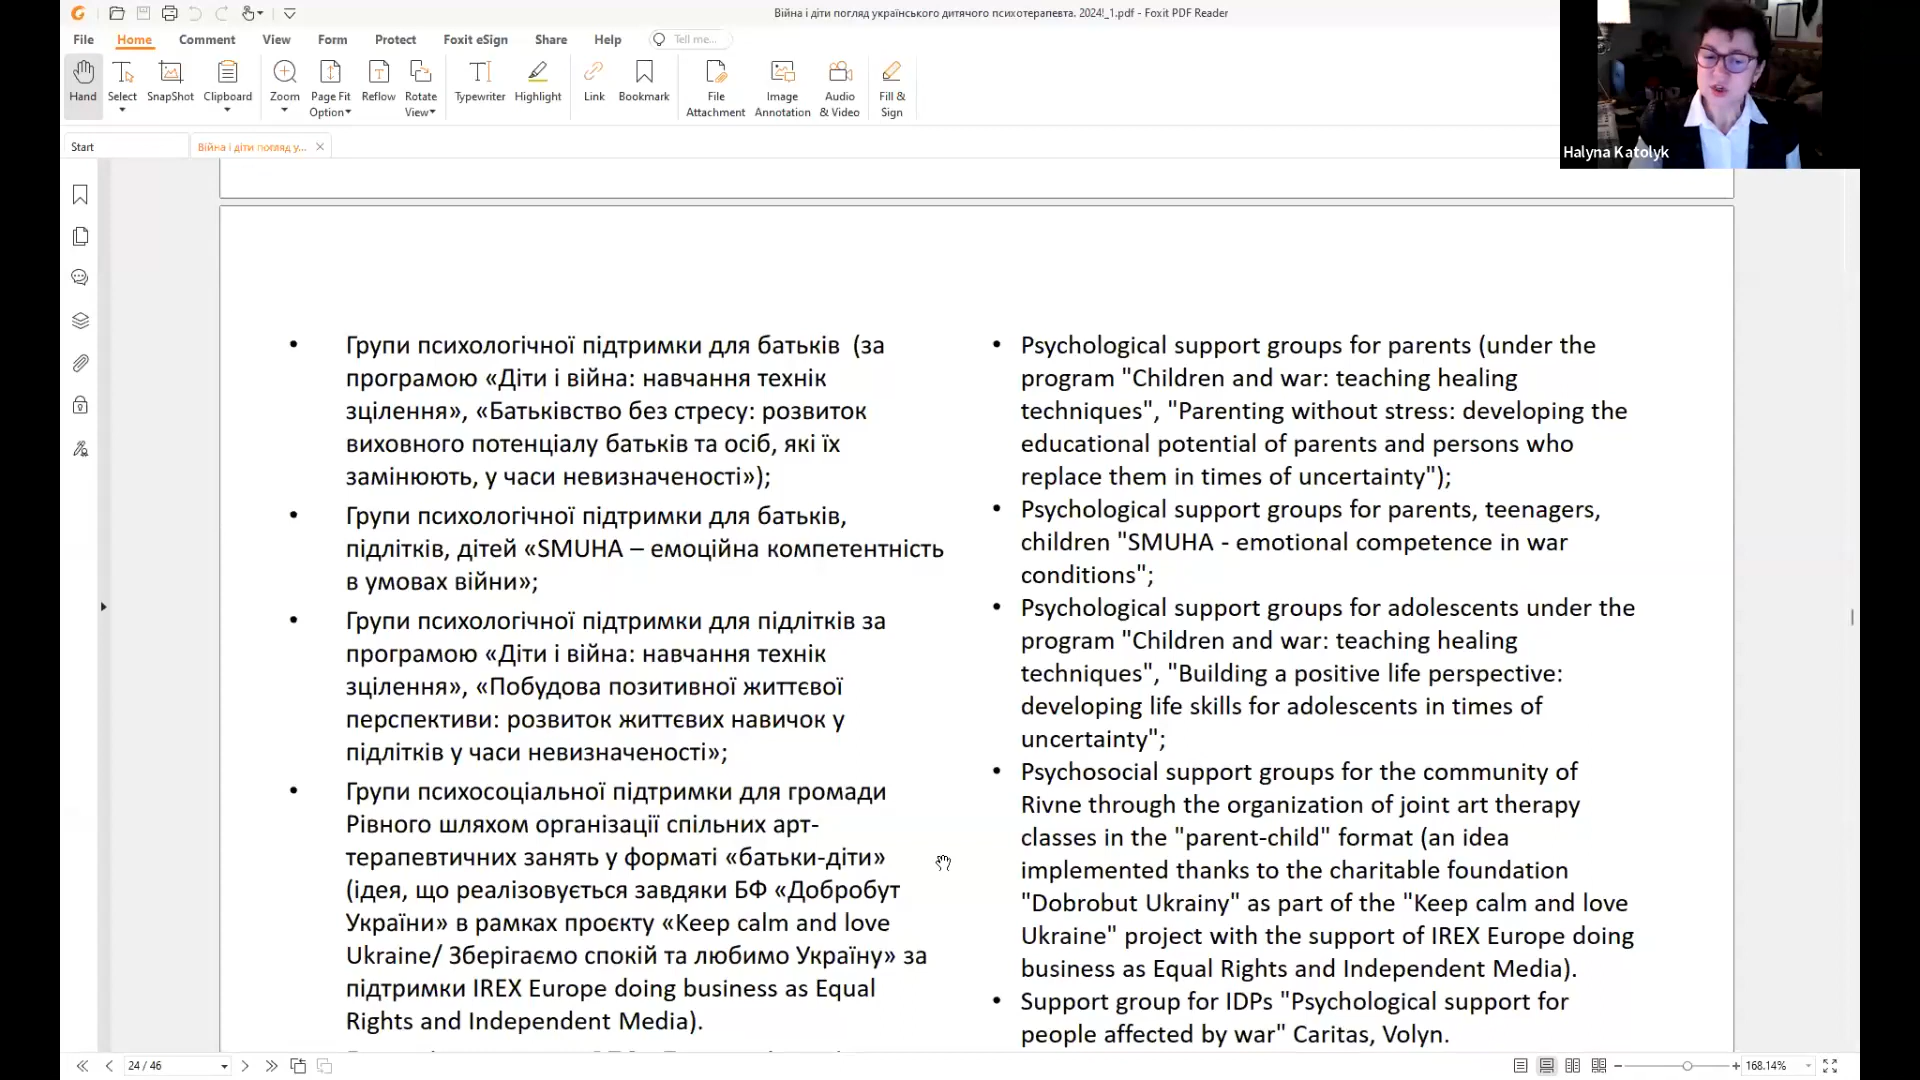 Війна і діти погляд українського дитячого психотерапевта. 2024!_1.pdf - Foxit PDF Reader
File Home Comment View Form Protect Foxit eSign Share Help Tell me...
Hand Select SnapShot Clipboard Zoom Page Fit Option Reflow Rotate View Typewriter Highlight Link Bookmark File Attachment Image Annotation Audio & Video Fill & Sign
Halyna Katolyk
Start Війна і діти погляд у...
• Групи психологічної підтримки для батьків (за
програмою «Діти і війна: навчання технік
зцілення», «Батьківство без стресу: розвиток
виховного потенціалу батьків та осіб, які їх
замінюють, у часи невизначеності»);
• Групи психологічної підтримки для батьків,
підлітків, дітей «SMUHA – емоційна компетентність
в умовах війни»;
• Групи психологічної підтримки для підлітків за
програмою «Діти і війна: навчання технік
зцілення», «Побудова позитивної життєвої
перспективи: розвиток життєвих навичок у
підлітків у часи невизначеності»;
• Групи психосоціальної підтримки для громади
Рівного шляхом організації спільних арт-
терапевтичних занять у форматі «батьки-діти»
(ідея, що реалізовується завдяки БФ «Добробут
України» в рамках проєкту «Keep calm and love
Ukraine/ Зберігаємо спокій та любимо Україну» за
підтримки IREX Europe doing business as Equal
Rights and Independent Media).
• Psychological support groups for parents (under the
program "Children and war: teaching healing
techniques", "Parenting without stress: developing the
educational potential of parents and persons who
replace them in times of uncertainty");
• Psychological support groups for parents, teenagers,
children "SMUHA - emotional competence in war
conditions";
• Psychological support groups for adolescents under the
program "Children and war: teaching healing
techniques", "Building a positive life perspective:
developing life skills for adolescents in times of
uncertainty";
• Psychosocial support groups for the community of
Rivne through the organization of joint art therapy
classes in the "parent-child" format (an idea
implemented thanks to the charitable foundation
"Dobrobut Ukrainy" as part of the "Keep calm and love
Ukraine" project with the support of IREX Europe doing
business as Equal Rights and Independent Media).
• Support group for IDPs "Psychological support for
people affected by war" Caritas, Volyn.
24 / 46
168.14%